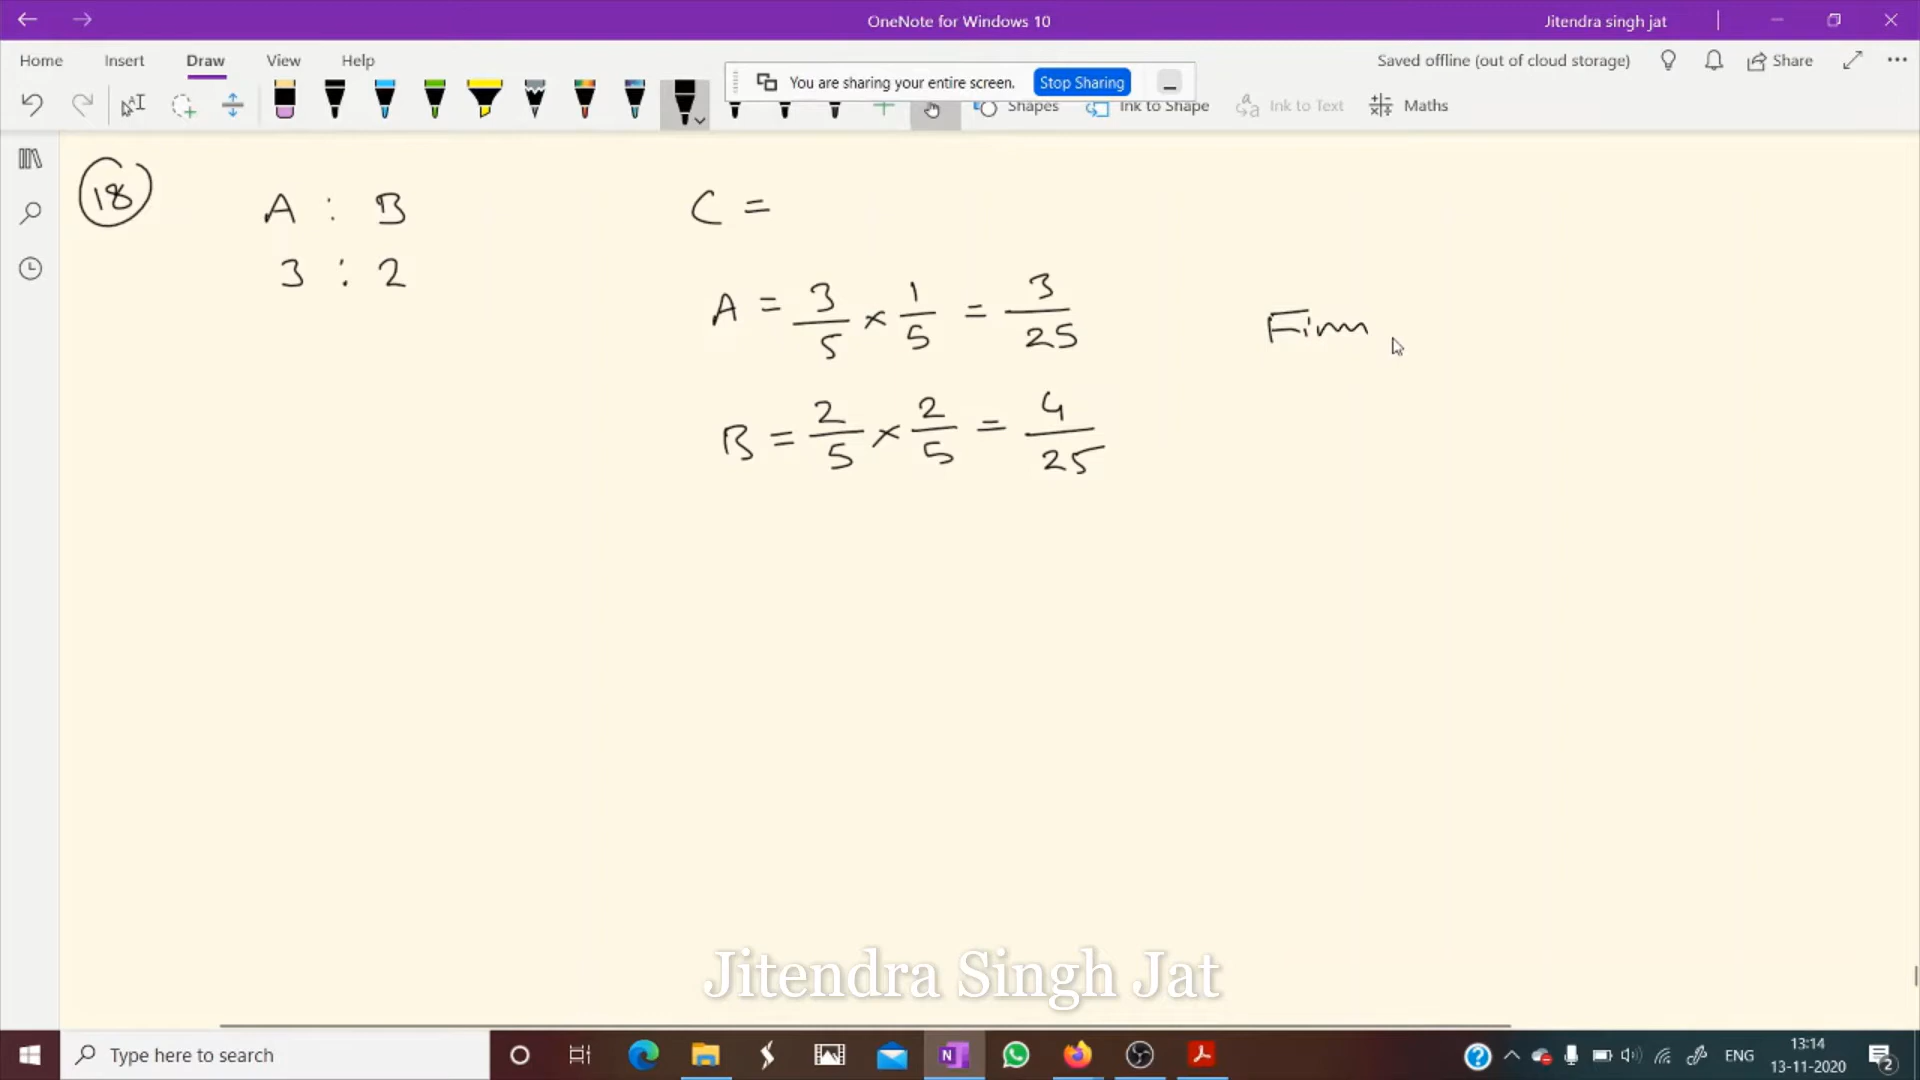 OneNote for Windows 10
Jitendra singh jat
Home Insert Draw View Help
Saved offline (out of cloud storage)
Share
You are sharing your entire screen. Stop Sharing
Shapes Ink to Shape Ink to Text Maths
18
A : B
3 : 2
C =
A = 3/5 × 1/5 = 3/25
Firm
B = 2/5 × 2/5 = 4/25
Jitendra Singh Jat
Type here to search
ENG
13:14
13-11-2020
2